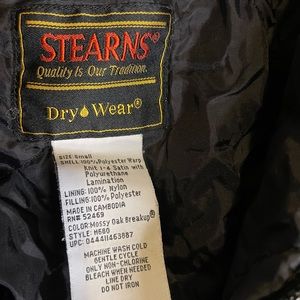 STEARNS®
Quality Is Our Tradition.
Dry Wear®
SIZE: Small
SHELL: 100% Polyester Warp
Knit 1-6 Satin with
Polyurethane
Lamination
LINING: 100% Nylon
FILLING: 100% Polyester
MADE IN CAMBODIA
RN# 52469
COLOR: Mossy Oak Breakup®
STYLE: H680
UPC: 044411463887
MACHINE WASH COLD
GENTLE CYCLE
ONLY NON-CHLORINE
BLEACH WHEN NEEDED
LINE DRY
DO NOT IRON